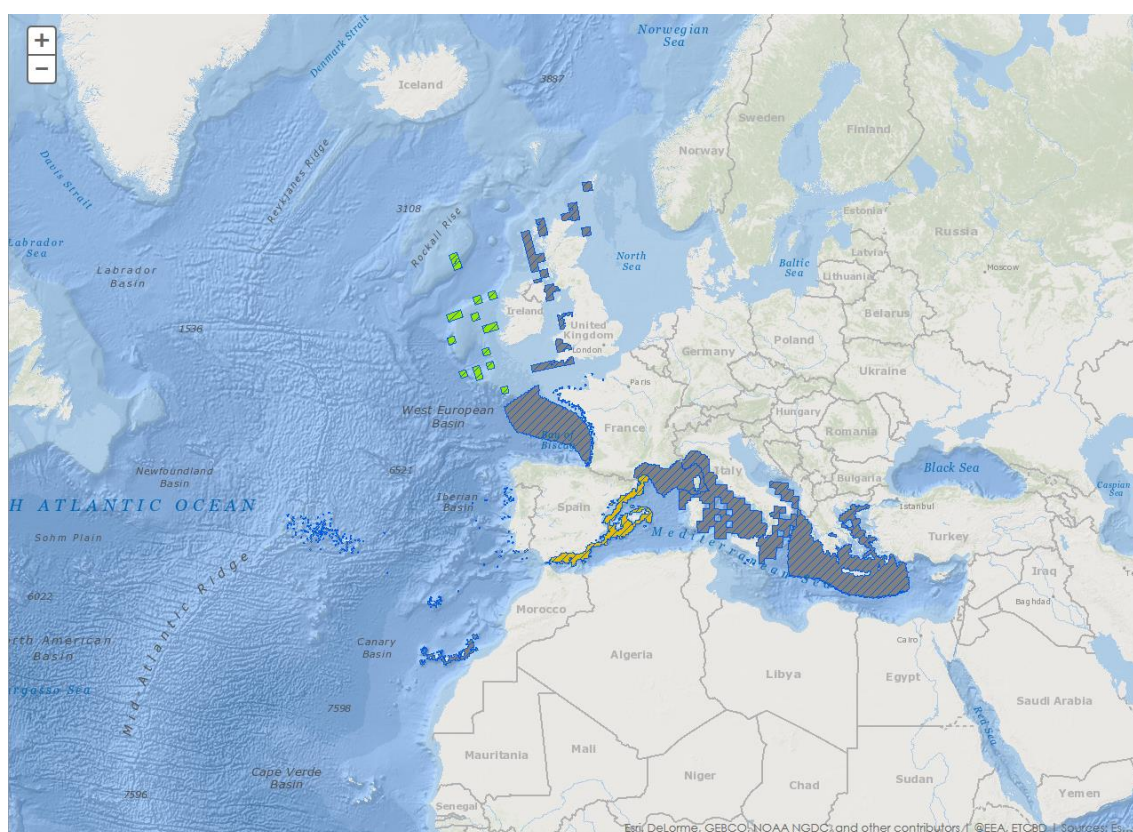 +
−
Norwegian
Sea
Denmark Strait
Iceland
3887
Sweden
Finland
Norway
Davis Strait
Reykjanes Ridge
3108
Rockall Rise
Estonia
Russia
Labrador
Sea
Labrador
Basin
North
Sea
Baltic
Sea
Latvia
Moscow
Lithuania
Ireland
Belarus
1536
United
Kingdom
London
Poland
Germany
Paris
Ukraine
West European
Basin
France
Bay of
Biscay
Hungary
Romania
Newfoundland
Basin
6521
Italy
Black Sea
Caspian
Sea
Bulgaria
H ATLANTIC OCEAN
Iberian
Basin
Spain
Istanbul
Sohm Plain
Turkey
Mediterranean Sea
6022
Morocco
Iraq
Baghdad
rth American
Basin
Mid-Atlantic Ridge
Canary
Basin
Cairo
Algeria
Libya
Egypt
argasso Sea
Saudi Arabia
7598
Red Sea
Mauritania
Mali
Niger
Chad
Sudan
Cape Verde
Basin
7596
Senegal
Yemen
Esri, DeLorme, GEBCO, NOAA NGDC, and other contributors | @EEA, ETCBD | Sources: Esri